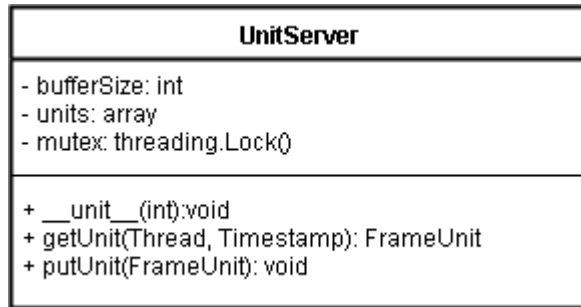 UnitServer
- bufferSize: int
- units: array
- mutex: threading.Lock()
+ __unit__(int):void
+ getUnit(Thread, Timestamp): FrameUnit
+ putUnit(FrameUnit): void